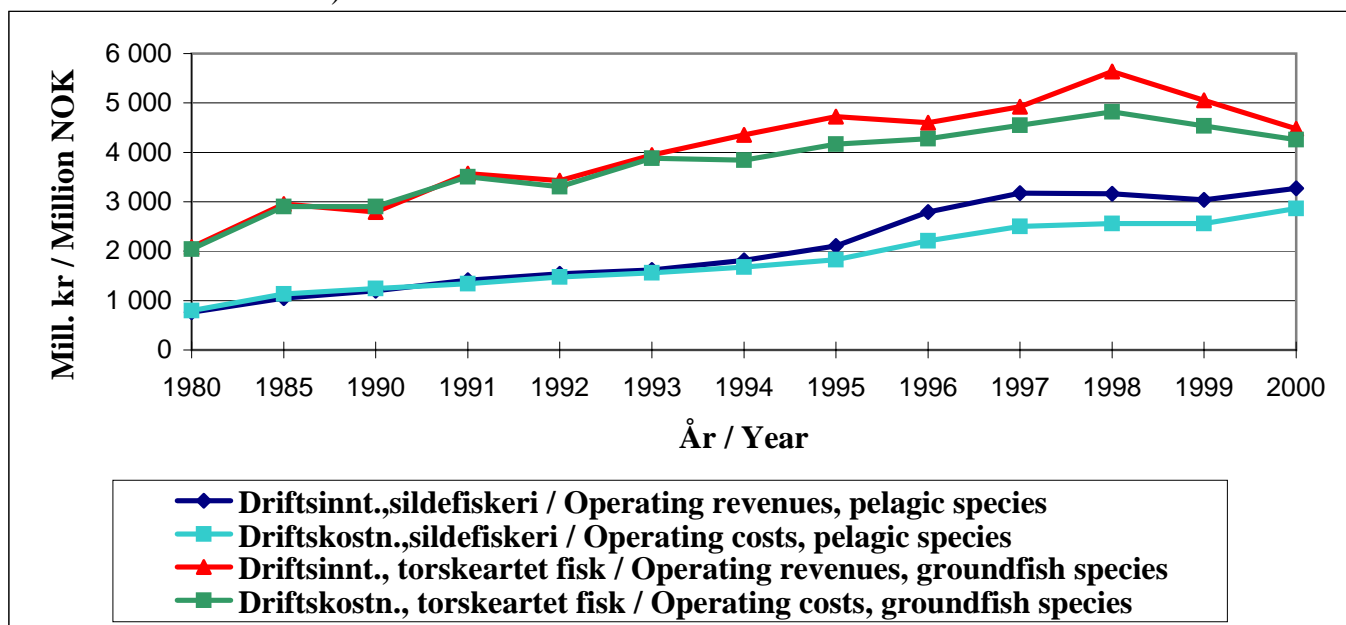 6 000
5 000
4 000
3 000
2 000
1 000
0
Mill. kr / Million NOK
1980 1985 1990 1991 1992 1993 1994 1995 1996 1997 1998 1999 2000
År / Year
Driftsinnt.,sildefiskeri / Operating revenues, pelagic species
Driftskostn.,sildefiskeri / Operating costs, pelagic species
Driftsinnt., torskeartet fisk / Operating revenues, groundfish species
Driftskostn., torskeartet fisk / Operating costs, groundfish species